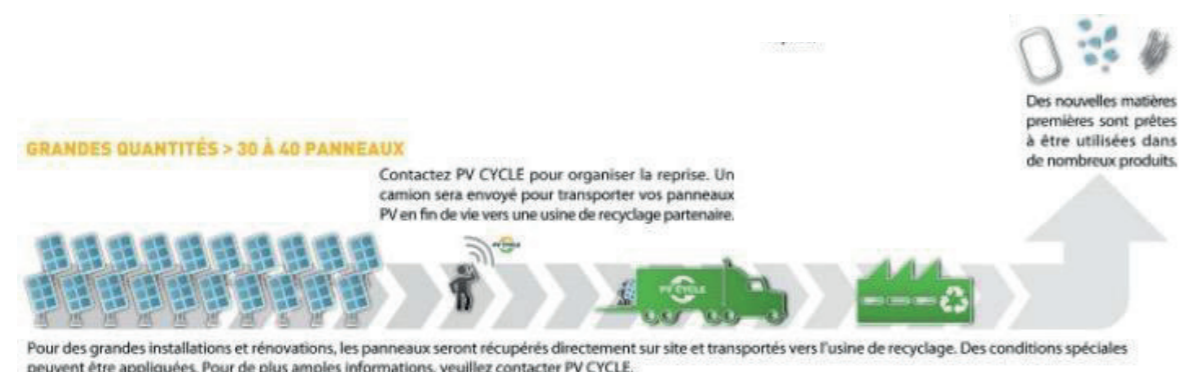 Des nouvelles matières
premières sont prêtes
à être utilisées dans
de nombreux produits.
GRANDES QUANTITÉS > 30 À 40 PANNEAUX
Contactez PV CYCLE pour organiser la reprise. Un
camion sera envoyé pour transporter vos panneaux
PV en fin de vie vers une usine de recyclage partenaire.
PV CYCLE
PV CYCLE
Pour des grandes installations et rénovations, les panneaux seront récupérés directement sur site et transportés vers l'usine de recyclage. Des conditions spéciales
peuvent être appliquées. Pour de plus amples informations, veuillez contacter PV CYCLE.